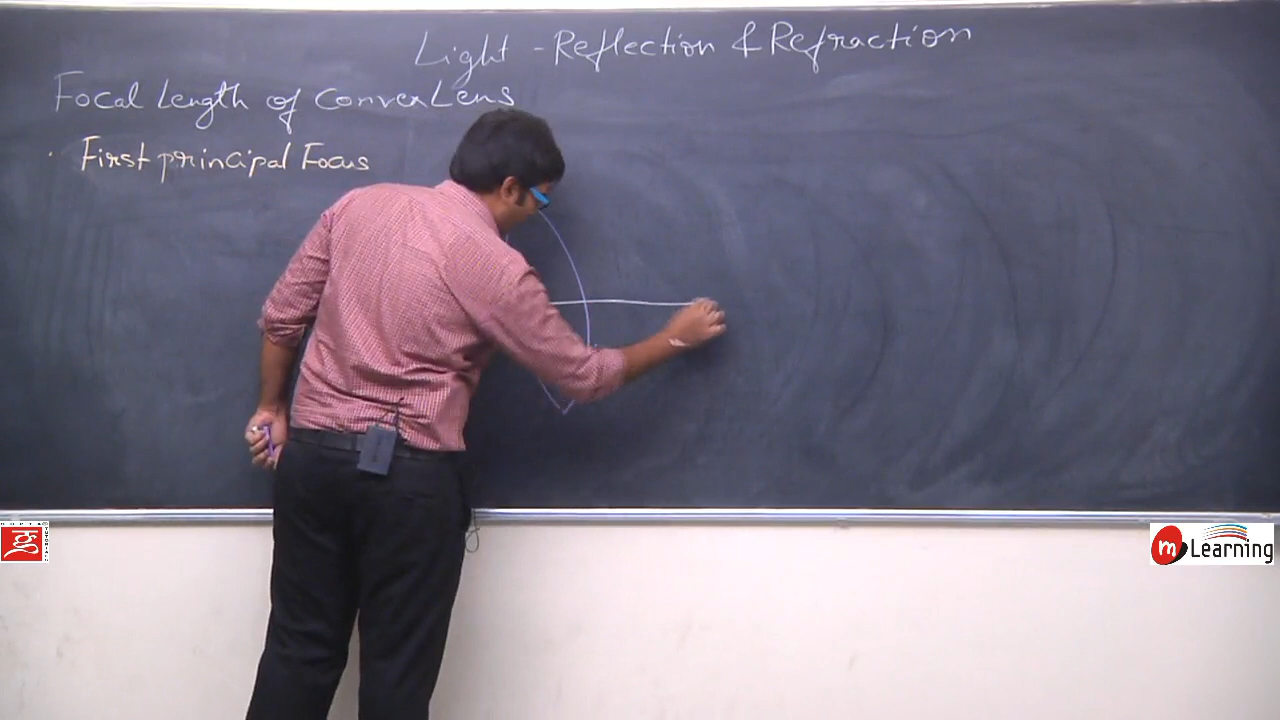 Light - Reflection & Refraction
Focal Length of Convex Lens
· First principal Focus
m Learning